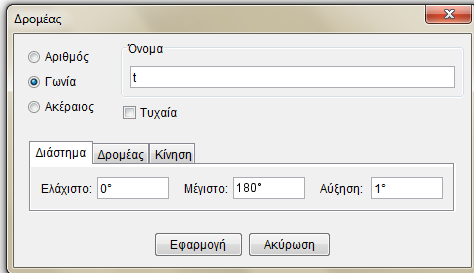 Δρομέας
Αριθμός
Όνομα
Γωνία
t
Ακέραιος
Τυχαία
Διάστημα Δρομέας Κίνηση
Ελάχιστο: 0° Μέγιστο: 180° Αύξηση: 1°
Εφαρμογή Ακύρωση